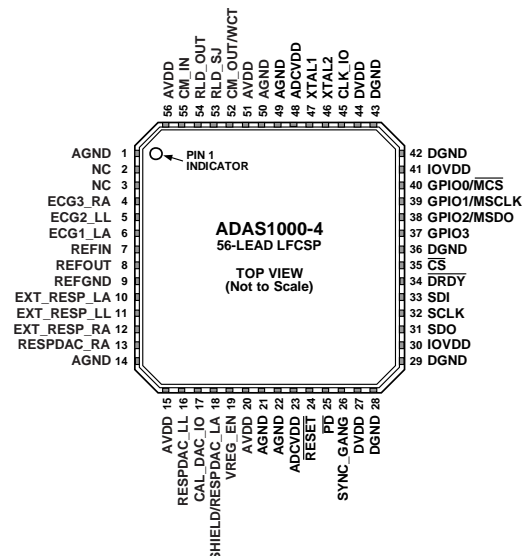 56 AVDD
55 CM_IN
54 RLD_OUT
53 RLD_SJ
52 CM_OUT/WCT
51 AVDD
50 AGND
49 AGND
48 ADCVDD
47 XTAL1
46 XTAL2
45 CLK_IO
44 DVDD
43 DGND
AGND 1
NC 2
NC 3
ECG3_RA 4
ECG2_LL 5
ECG1_LA 6
REFIN 7
REFOUT 8
REFGND 9
EXT_RESP_LA 10
EXT_RESP_LL 11
EXT_RESP_RA 12
RESPDAC_RA 13
AGND 14
PIN 1
INDICATOR
ADAS1000-4
56-LEAD LFCSP
TOP VIEW
(Not to Scale)
42 DGND
41 IOVDD
40 GPIO0/M̅C̅S̅
39 GPIO1/MSCLK
38 GPIO2/MSDO
37 GPIO3
36 DGND
35 C̅S̅
34 D̅R̅D̅Y̅
33 SDI
32 SCLK
31 SDO
30 IOVDD
29 DGND
AVDD 15
RESPDAC_LL 16
CAL_DAC_IO 17
SHIELD/RESPDAC_LA 18
VREG_EN 19
AVDD 20
AGND 21
AGND 22
ADCVDD 23
R̅E̅S̅E̅T̅ 24
P̅D̅ 25
SYNC_GANG 26
DVDD 27
DGND 28